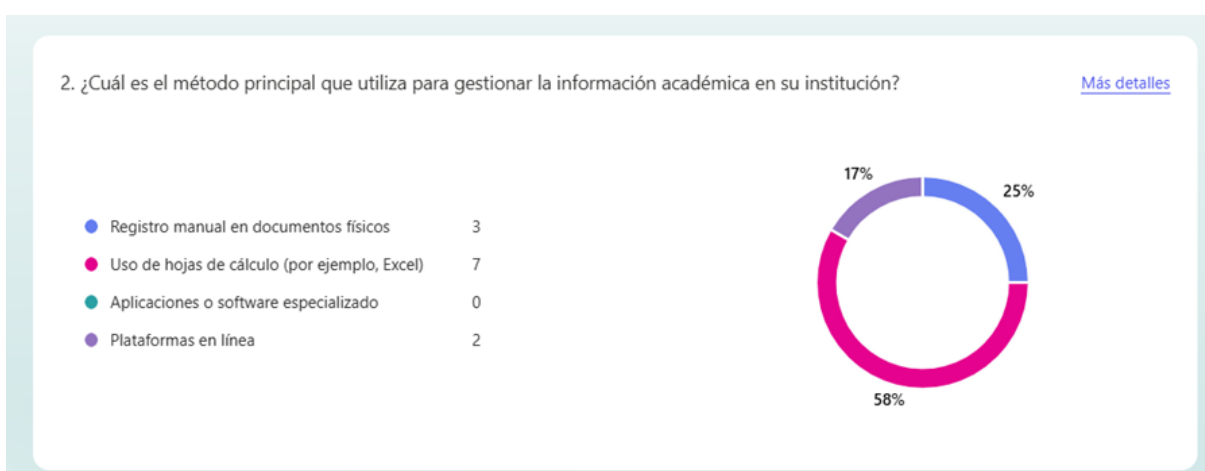 2. ¿Cuál es el método principal que utiliza para gestionar la información académica en su institución?
Más detalles
Registro manual en documentos físicos 3
Uso de hojas de cálculo (por ejemplo, Excel) 7
Aplicaciones o software especializado 0
Plataformas en línea 2
17%
25%
58%